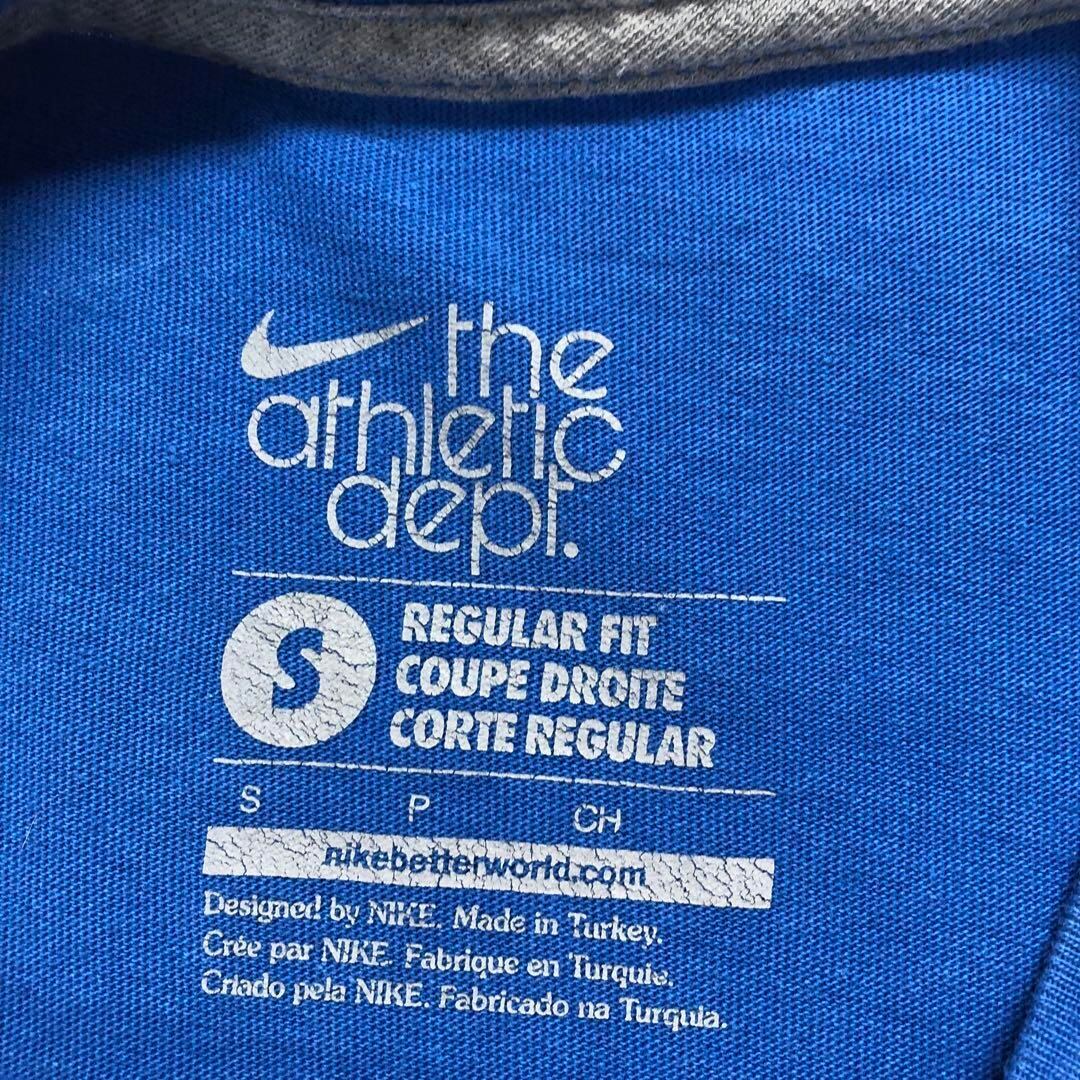 the
athletic
dept.
S
REGULAR FIT
COUPE DROITE
CORTE REGULAR
S P CH
nikebetterworld.com
Designed by NIKE. Made in Turkey.
Crée par NIKE. Fabrique en Turquie.
Criado pela NIKE. Fabricado na Turquia.